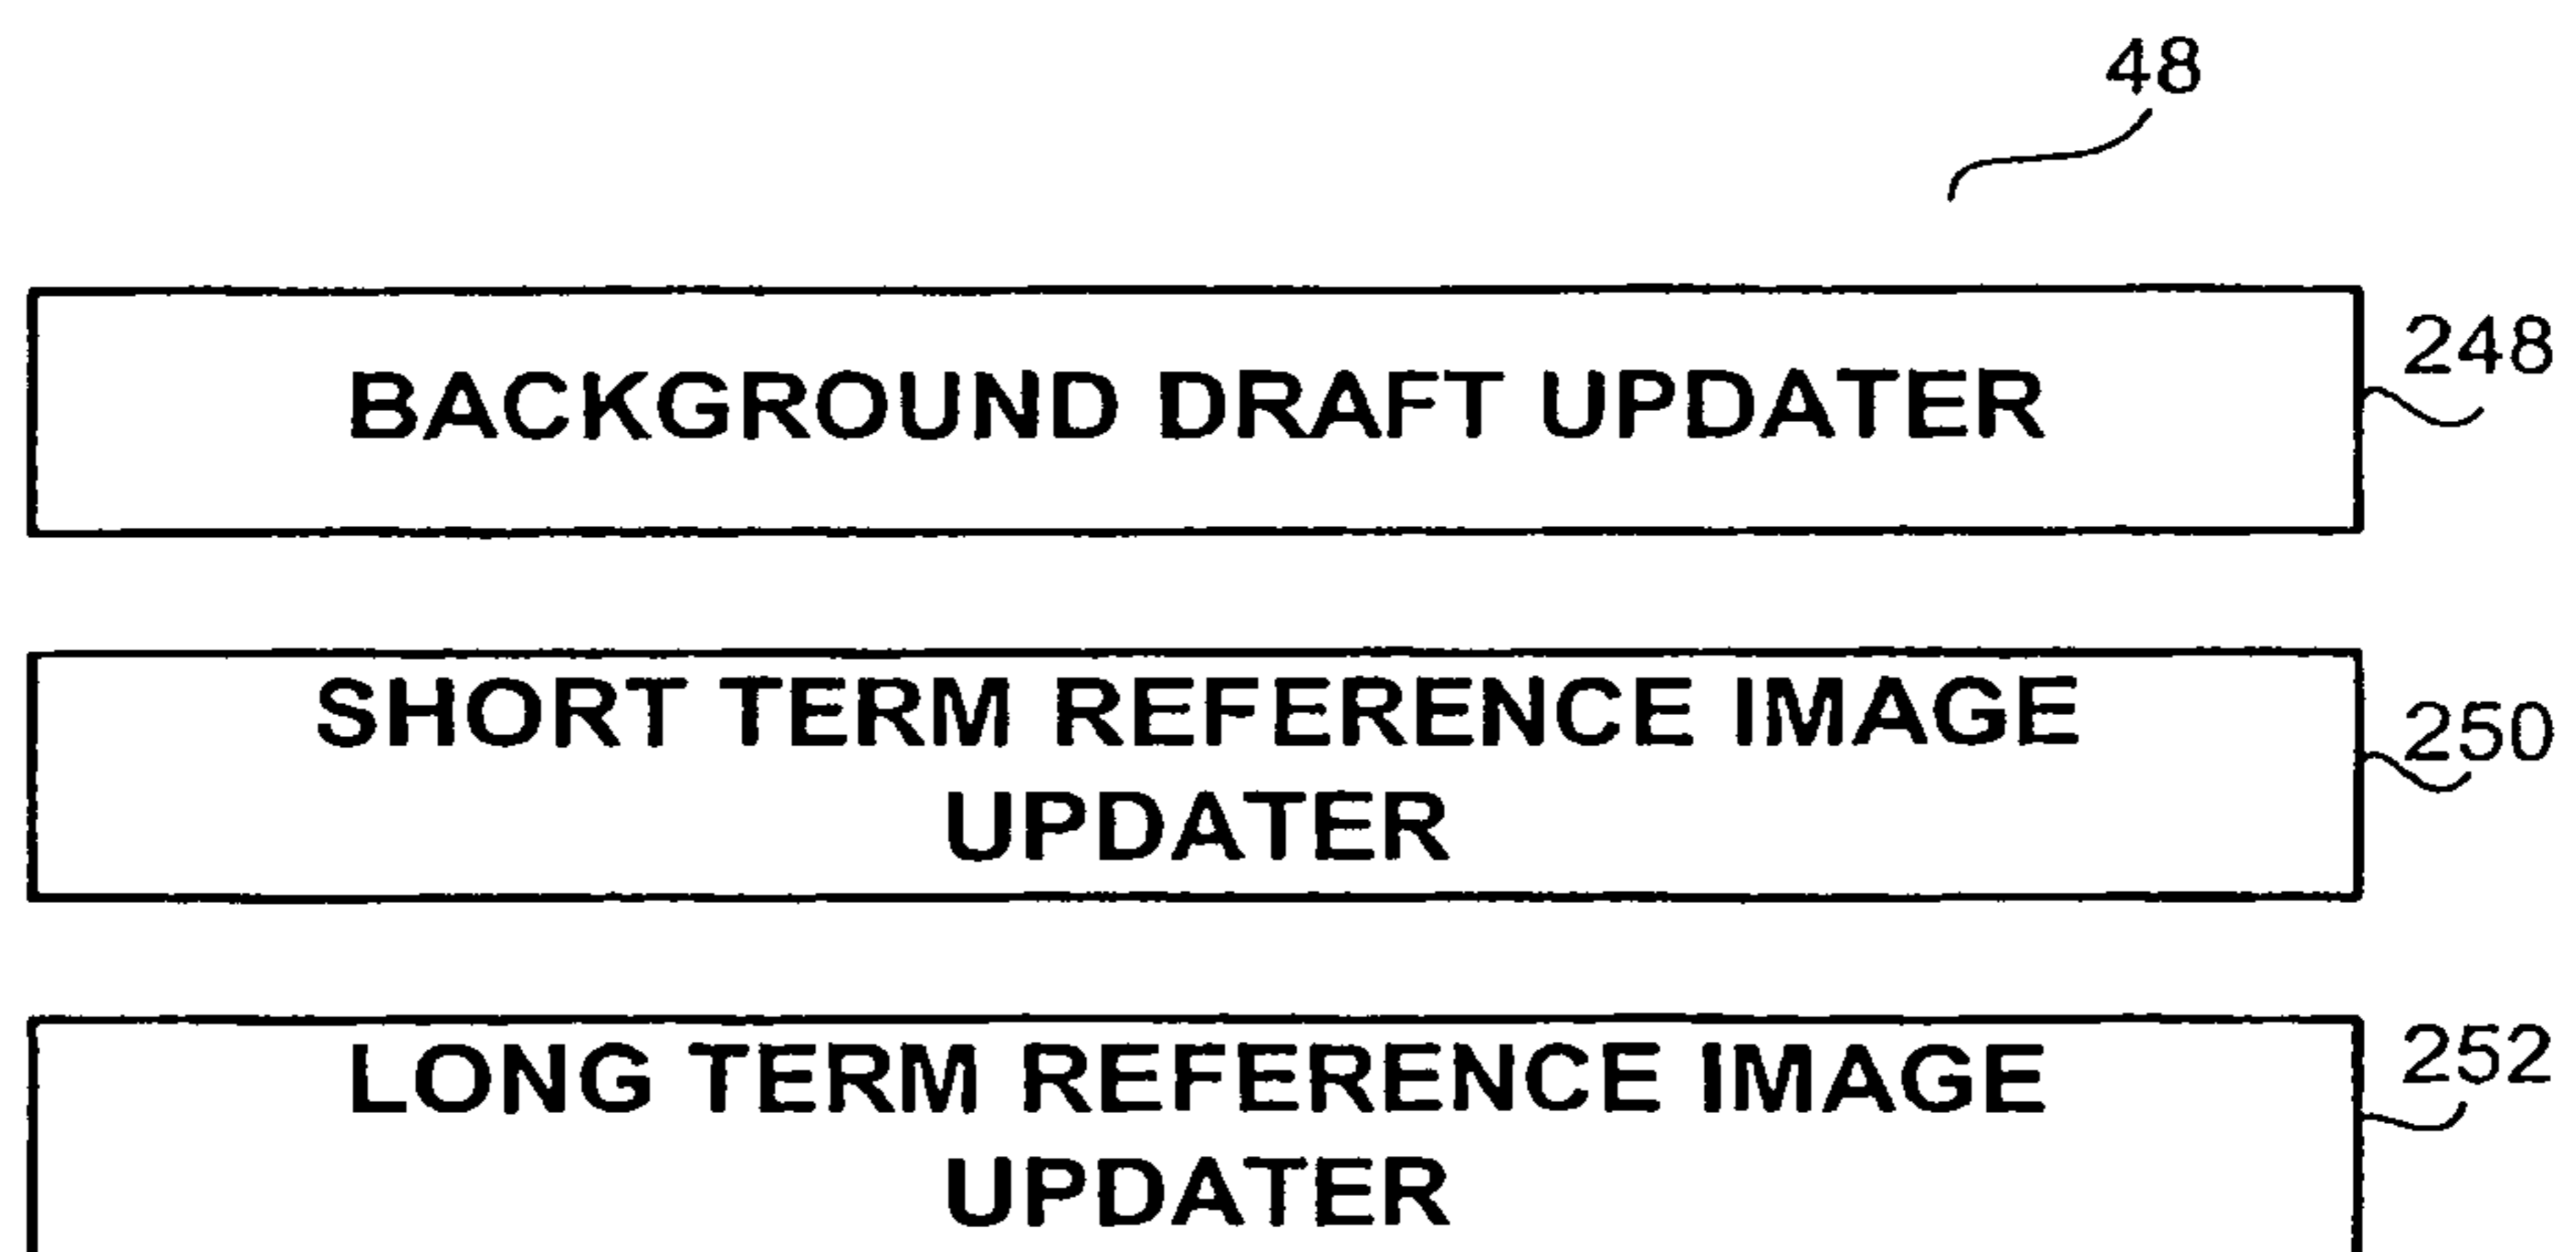 48
BACKGROUND DRAFT UPDATER
248
SHORT TERM REFERENCE IMAGE
UPDATER
250
LONG TERM REFERENCE IMAGE
UPDATER
252